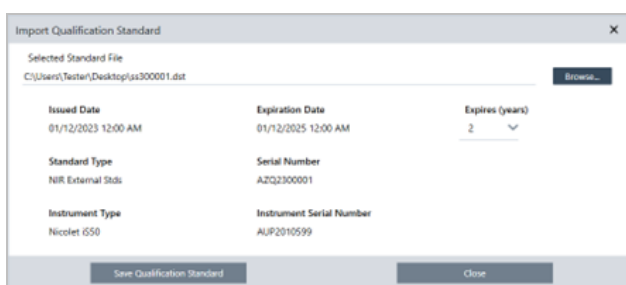 Import Qualification Standard
Selected Standard File
C:\Users\Tester\Desktop\ss300001.dst
Browse...
Issued Date Expiration Date Expires (years)
01/12/2023 12:00 AM 01/12/2025 12:00 AM 2
Standard Type Serial Number
NIR External Stds AZQ2300001
Instrument Type Instrument Serial Number
Nicolet iS50 AUP2010599
Save Qualification Standard Close